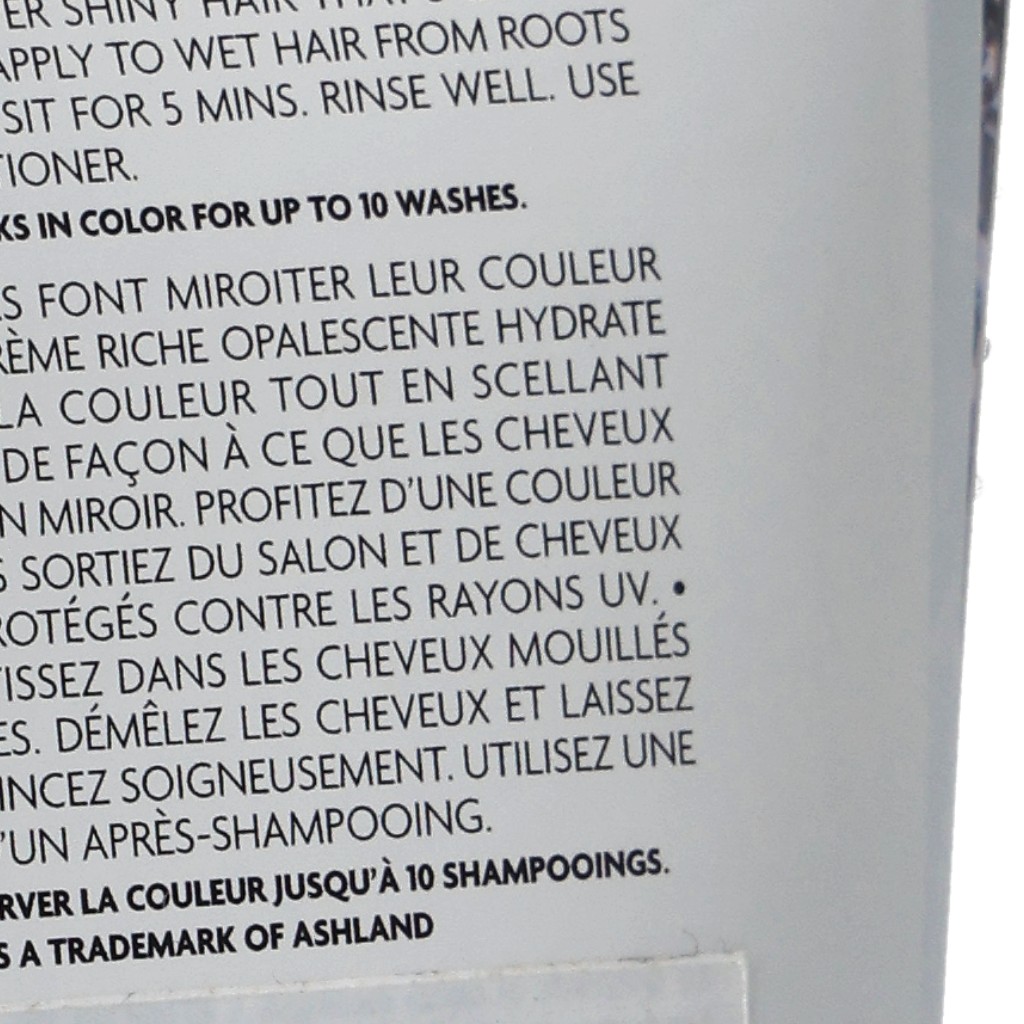 SHINY HAIR
APPLY TO WET HAIR FROM ROOTS
SIT FOR 5 MINS. RINSE WELL. USE
TIONER.
KS IN COLOR FOR UP TO 10 WASHES.
S FONT MIROITER LEUR COULEUR
RÈME RICHE OPALESCENTE HYDRATE
LA COULEUR TOUT EN SCELLANT
DE FAÇON À CE QUE LES CHEVEUX
N MIROIR. PROFITEZ D'UNE COULEUR
S SORTIEZ DU SALON ET DE CHEVEUX
ROTÉGÉS CONTRE LES RAYONS UV. •
TISSEZ DANS LES CHEVEUX MOUILLÉS
ES. DÉMÊLEZ LES CHEVEUX ET LAISSEZ
INCEZ SOIGNEUSEMENT. UTILISEZ UNE
'UN APRÈS-SHAMPOOING.
RVER LA COULEUR JUSQU'À 10 SHAMPOOINGS.
S A TRADEMARK OF ASHLAND